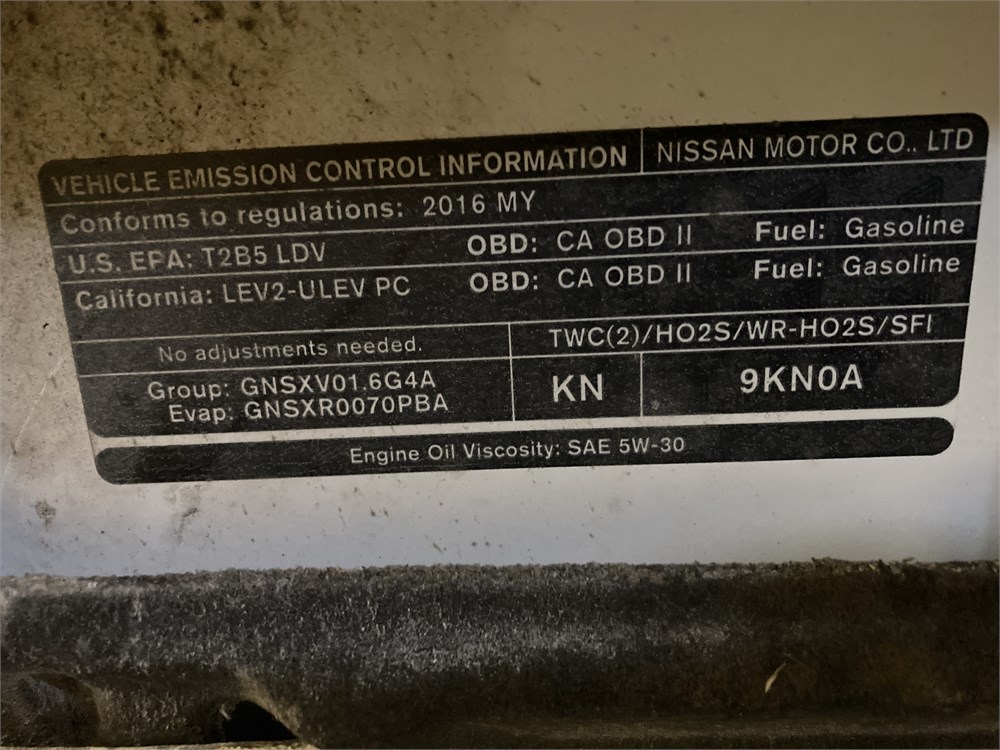 VEHICLE EMISSION CONTROL INFORMATION NISSAN MOTOR CO., LTD
Conforms to regulations: 2016 MY
U.S. EPA: T2B5 LDV OBD: CA OBD II Fuel: Gasoline
California: LEV2-ULEV PC OBD: CA OBD II Fuel: Gasoline
No adjustments needed. TWC(2)/HO2S/WR-HO2S/SFI
Group: GNSXV01.6G4A KN 9KN0A
Evap: GNSXR0070PBA
Engine Oil Viscosity: SAE 5W-30